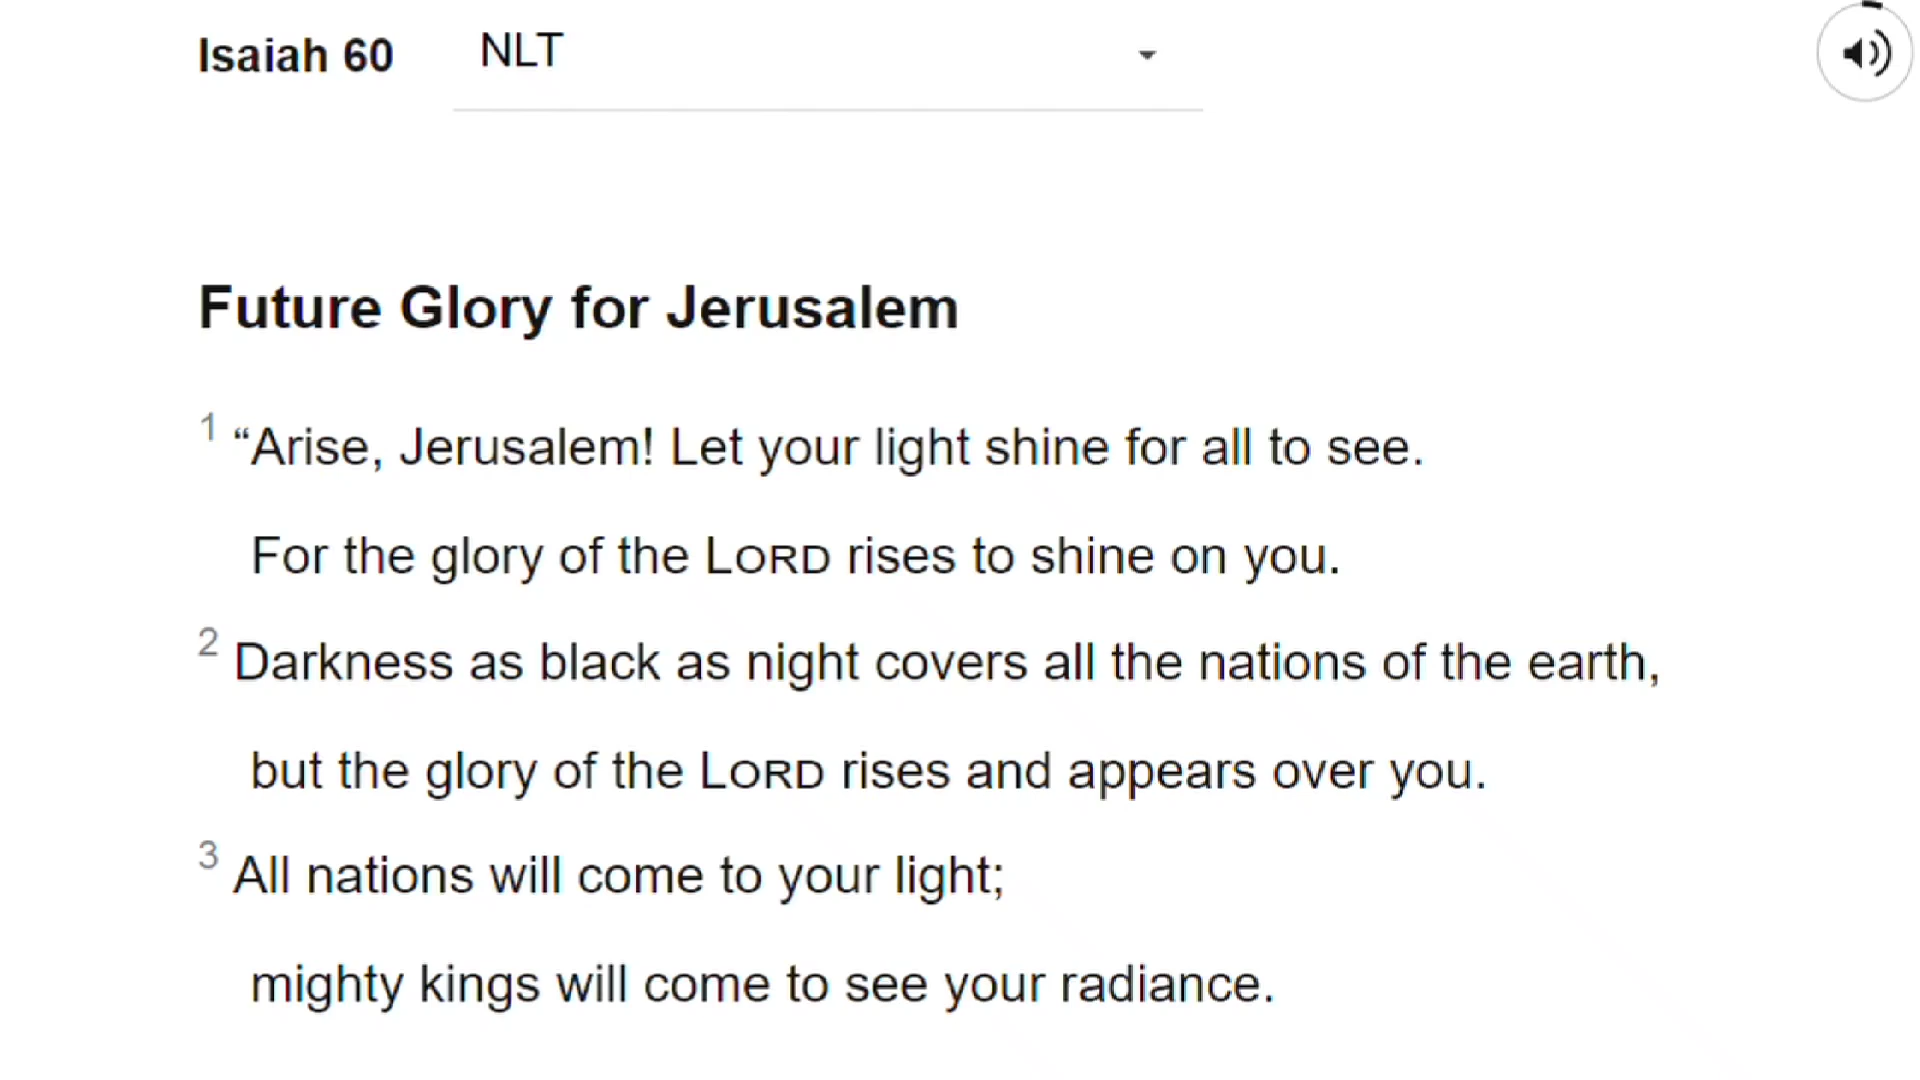 Isaiah 60 NLT
Future Glory for Jerusalem
1 “Arise, Jerusalem! Let your light shine for all to see.
For the glory of the LORD rises to shine on you.
2 Darkness as black as night covers all the nations of the earth,
but the glory of the LORD rises and appears over you.
3 All nations will come to your light;
mighty kings will come to see your radiance.